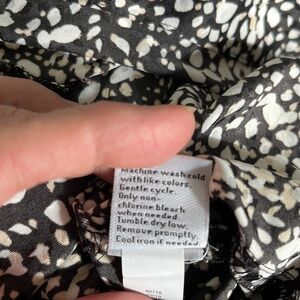 Machine wash cold
with like colors.
Gentle cycle.
Only non-
chlorine bleach
when needed.
Tumble dry low.
Remove promptly.
Cool iron if needed.